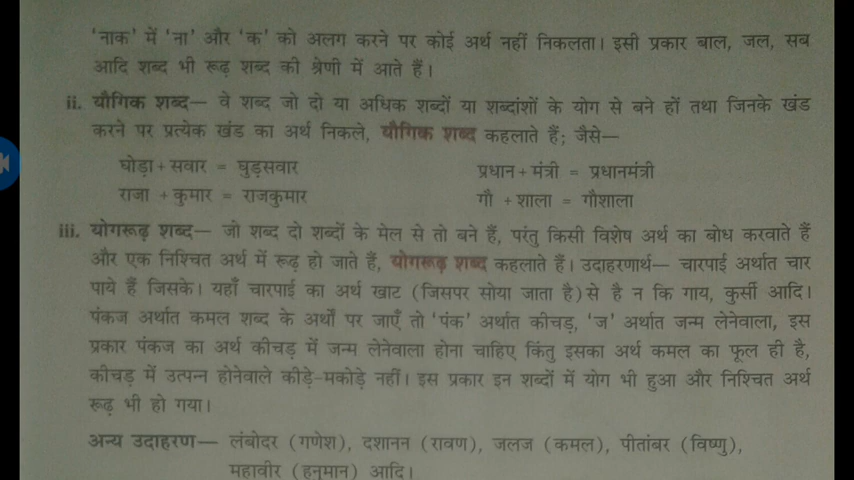 'नाक' में 'ना' और 'क' को अलग करने पर कोई अर्थ नहीं निकलता। इसी प्रकार बाल, जल, सब
आदि शब्द भी रूढ़ शब्द की श्रेणी में आते हैं।
ii. यौगिक शब्द— वे शब्द जो दो या अधिक शब्दों या शब्दांशों के योग से बने हों तथा जिनके खंड
करने पर प्रत्येक खंड का अर्थ निकले, यौगिक शब्द कहलाते हैं; जैसे—
घोड़ा + सवार = घुड़सवार प्रधान + मंत्री = प्रधानमंत्री
राजा + कुमार = राजकुमार गौ + शाला = गौशाला
iii. योगरूढ़ शब्द— जो शब्द दो शब्दों के मेल से तो बने हैं, परंतु किसी विशेष अर्थ का बोध करवाते हैं
और एक निश्चित अर्थ में रूढ़ हो जाते हैं, योगरूढ़ शब्द कहलाते हैं। उदाहरणार्थ— चारपाई अर्थात चार
पाये हैं जिसके। यहाँ चारपाई का अर्थ खाट (जिसपर सोया जाता है) से है न कि गाय, कुर्सी आदि।
पंकज अर्थात कमल शब्द के अर्थों पर जाएँ तो 'पंक' अर्थात कीचड़, 'ज' अर्थात जन्म लेनेवाला, इस
प्रकार पंकज का अर्थ कीचड़ में जन्म लेनेवाला होना चाहिए किंतु इसका अर्थ कमल का फूल ही है,
कीचड़ में उत्पन्न होनेवाले कीड़े-मकोड़े नहीं। इस प्रकार इन शब्दों में योग भी हुआ और निश्चित अर्थ
रूढ़ भी हो गया।
अन्य उदाहरण— लंबोदर (गणेश), दशानन (रावण), जलज (कमल), पीतांबर (विष्णु),
महावीर (हनुमान) आदि।